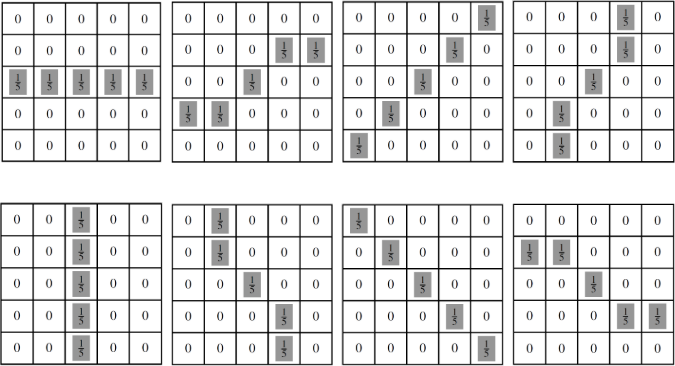 0 0 0 0 0 0 0 0 0 0 0 0 0 0 1/5 0 0 0 1/5 0
0 0 0 0 0 0 0 0 1/5 1/5 0 0 0 1/5 0 0 0 0 1/5 0
1/5 1/5 1/5 1/5 1/5 0 0 1/5 0 0 0 0 1/5 0 0 0 0 1/5 0 0
0 0 0 0 0 1/5 1/5 0 0 0 0 1/5 0 0 0 0 1/5 0 0 0
0 0 0 0 0 0 0 0 0 0 1/5 0 0 0 0 0 1/5 0 0 0
0 0 1/5 0 0 0 1/5 0 0 0 1/5 0 0 0 0 0 0 0 0 0
0 0 1/5 0 0 0 1/5 0 0 0 0 1/5 0 0 0 1/5 1/5 0 0 0
0 0 1/5 0 0 0 0 1/5 0 0 0 0 1/5 0 0 0 0 1/5 0 0
0 0 1/5 0 0 0 0 0 1/5 0 0 0 0 1/5 0 0 0 0 1/5 1/5
0 0 1/5 0 0 0 0 0 1/5 0 0 0 0 0 1/5 0 0 0 0 0